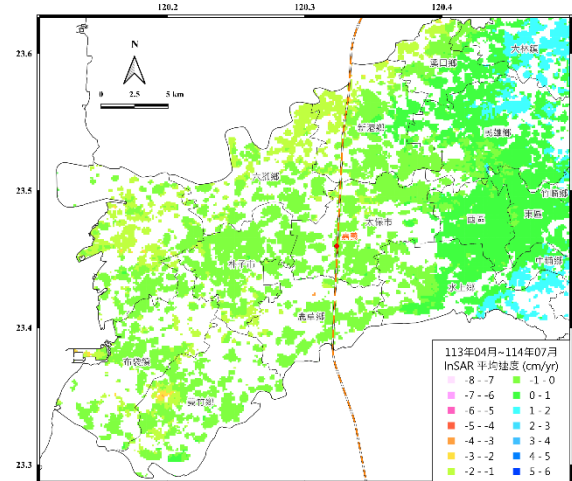 120.2 120.3 120.4
23.6
23.5
23.4
23.3
N
0 2.5 5 km
溪口鄉
大林鎮
新港鄉
民雄鄉
六腳鄉
竹崎鄉
太保市
西區
東區
嘉義
朴子市
中埔鄉
水上鄉
鹿草鄉
布袋鎮
義竹鄉
113年04月~114年07月
InSAR 平均速度 (cm/yr)
-8 - -7
-7 - -6
-6 - -5
-5 - -4
-4 - -3
-3 - -2
-2 - -1
-1 - 0
0 - 1
1 - 2
2 - 3
3 - 4
4 - 5
5 - 6